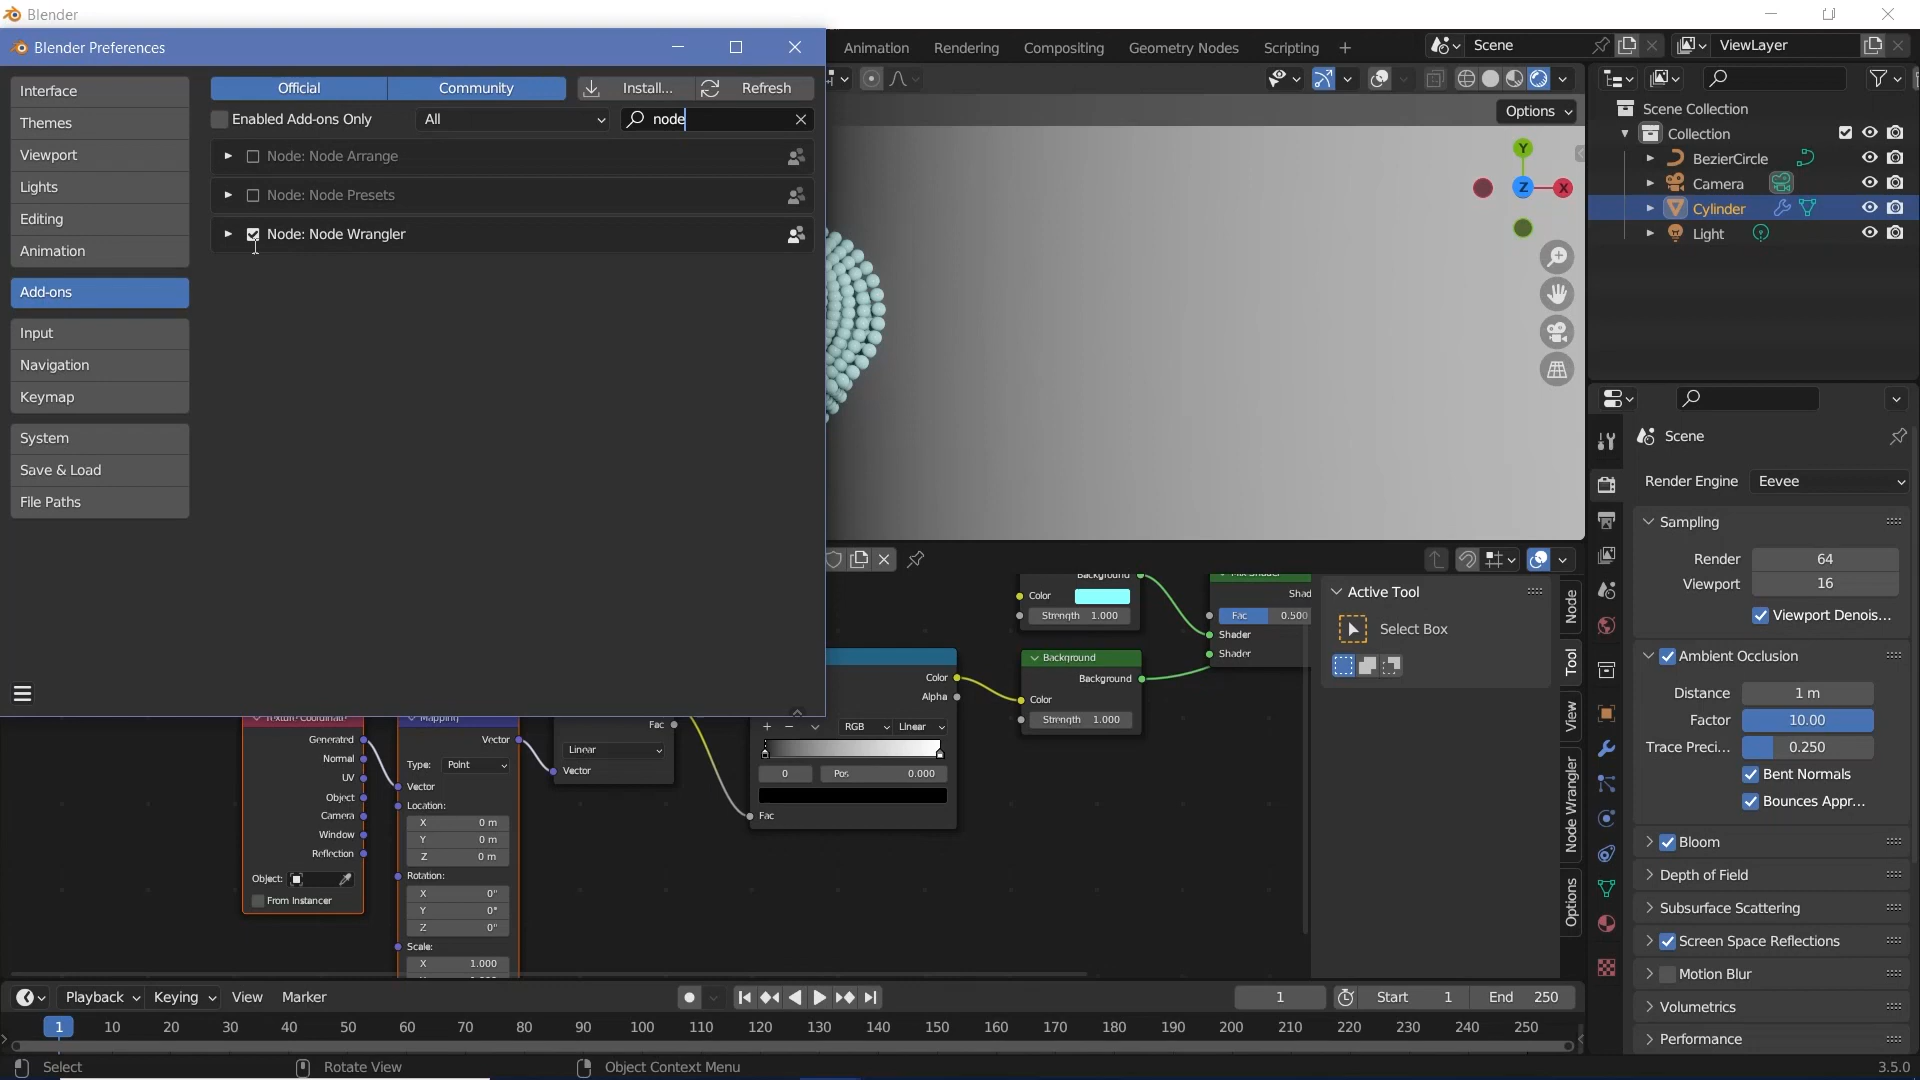 Blender
Blender Preferences
Animation
Rendering
Compositing
Geometry Nodes
Scripting
Scene
ViewLayer
Interface
Themes
Viewport
Lights
Editing
Animation
Add-ons
Input
Navigation
Keymap
System
Save & Load
File Paths
Official
Community
Install...
Refresh
Enabled Add-ons Only
All
node
Node: Node Arrange
Node: Node Presets
Node: Node Wrangler
Options
Y
Z
X
Scene Collection
Collection
BezierCircle
Camera
Cylinder
Light
Scene
Render Engine
Eevee
Sampling
Render 64
Viewport 16
Viewport Denois...
Ambient Occlusion
Distance 1 m
Factor 10.00
Trace Preci... 0.250
Bent Normals
Bounces Appr...
Bloom
Depth of Field
Subsurface Scattering
Screen Space Reflections
Motion Blur
Volumetrics
Performance
Generated
Normal
UV
Object
Camera
Window
Reflection
Object:
From Instancer
Mapping
Vector
Type: Point
Vector
Location:
X 0 m
Y 0 m
Z 0 m
Rotation:
X 0°
Y 0°
Z 0°
Scale:
X 1.000
Fac
Linear
Vector
Color
Alpha
RGB
Linear
0
Pos 0.000
Fac
Background
Color
Strength 1.000
Background
Background
Color
Strength 1.000
Shad
Fac 0.500
Shader
Shader
Active Tool
Select Box
Node
Tool
View
Node Wrangler
Options
Playback
Keying
View
Marker
1
Start 1
End 250
1 10 20 30 40 50 60 70 80 90 100 110 120 130 140 150 160 170 180 190 200 210 220 230 240 250
Select
Rotate View
Object Context Menu
3.5.0